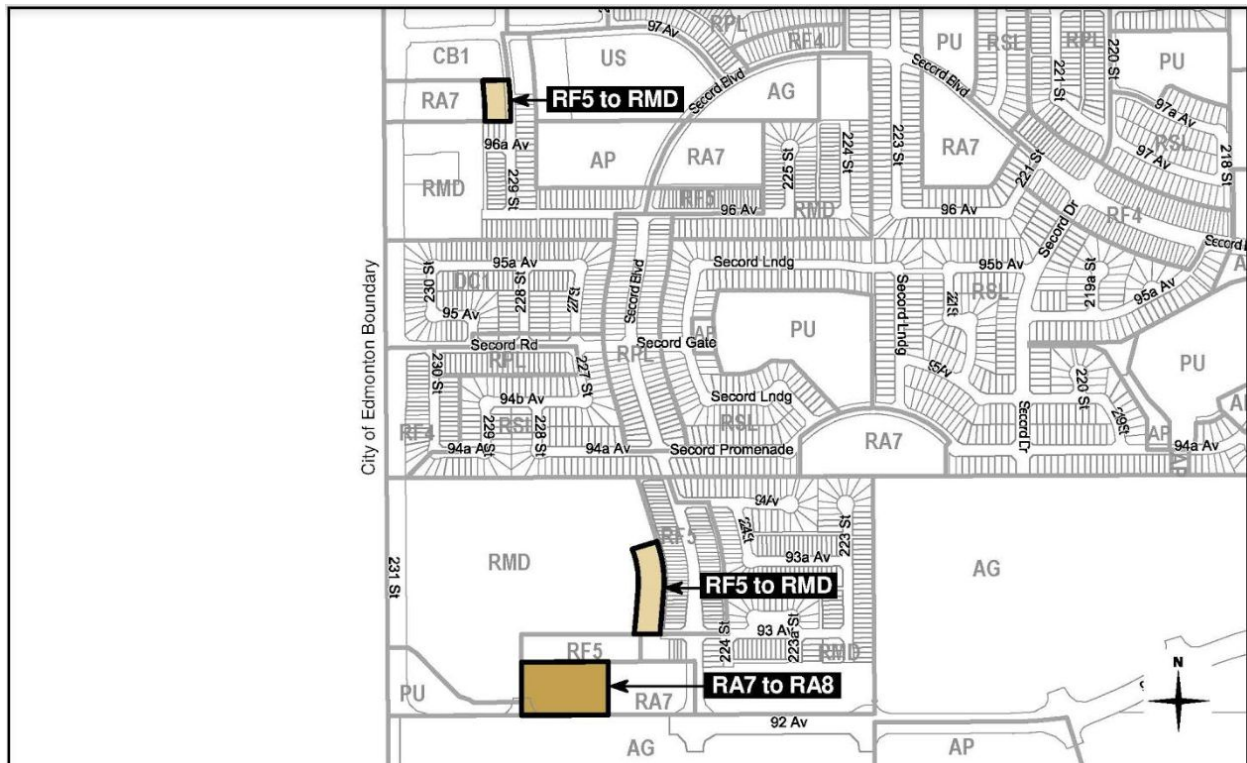 RPL
97 Av
RF4
CB1
US
PU
RSL
RPL
220 St
PU
221 St
Secord Blvd
Secord Blvd
RA7
RF5 to RMD
AG
97a Av
RSL
97 Av
218 St
96a Av
AP
RA7
225 St
224 St
223 St
RA7
221 St
RMD
229 St
RF5
96 Av
RMD
96 Av
Secord Dr
RF4
City of Edmonton Boundary
230 St
95a Av
DC1
228 St
95 Av
Secord Blvd
Secord Lndg
95b Av
RSL
219a St
95a Av
Secord Lndg
PU
AP
Secord Rd
RPL
RPL
Secord Gate
PU
230 St
227 St
94b Av
Secord Lndg
220 St
RF4
RSL
229 St
228 St
RSL
94a Av
94a Av
Secord Promenade
RA7
Secord Dr
AP
94a Av
AP
RF5
223 St
93a Av
RMD
AG
231 St
RF5 to RMD
93 Av
224 St
223a St
RMD
RF5
RA7 to RA8
RA7
PU
N
92 Av
AG
AP